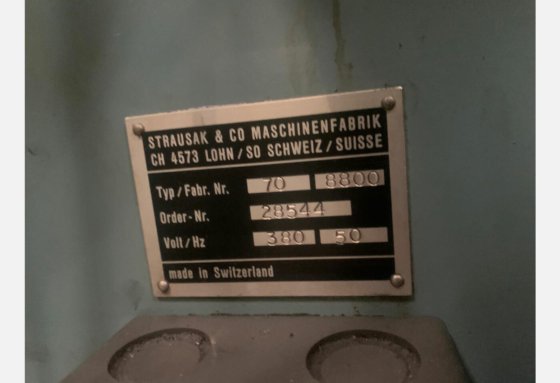 STRAUSAK & CO MASCHINENFABRIK
CH 4573 LOHN/SO SCHWEIZ/SUISSE
Typ/Fabr. Nr. 70 8800
Order-Nr. 28544
Volt/Hz 380 50
made in Switzerland